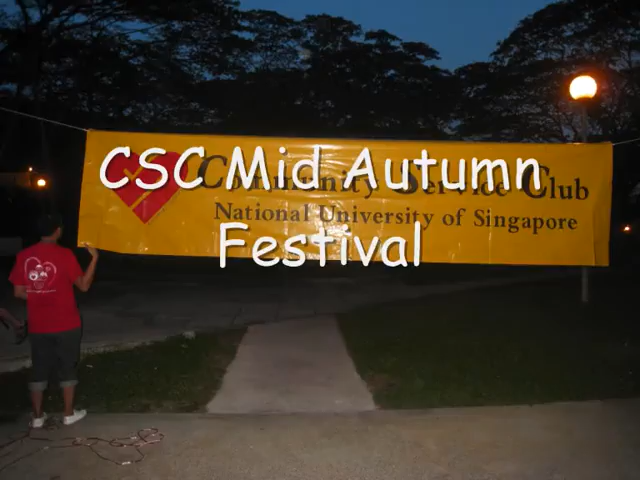 CSC Mid Autumn
Festival
Community Service Club
National University of Singapore